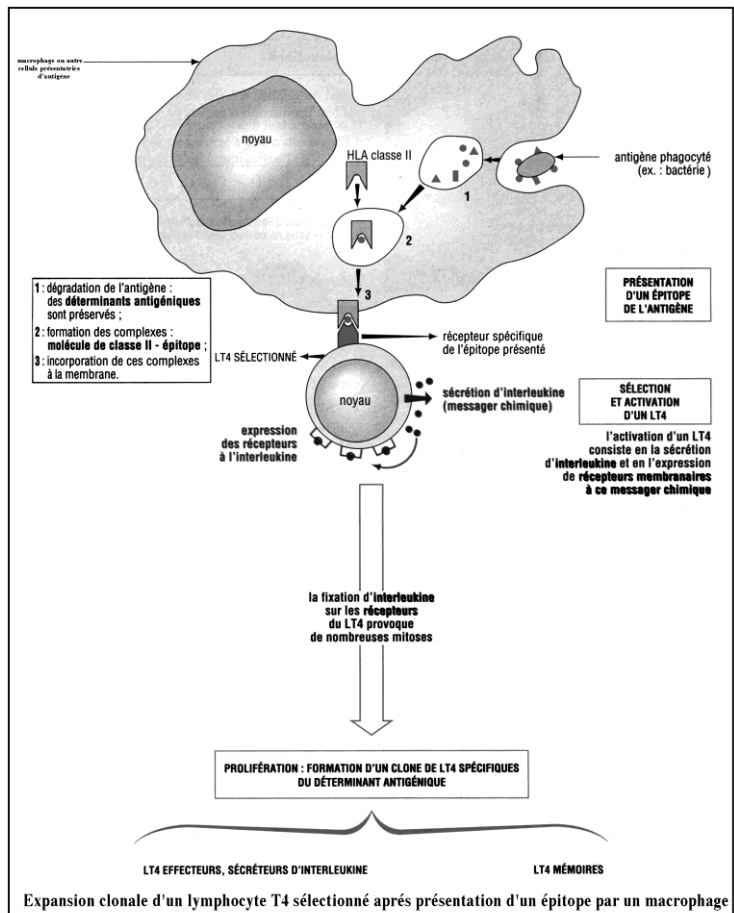 macrophage ou autre
cellule présentatrice
d'antigène
noyau
HLA classe II
antigène phagocyté
(ex. : bactérie)
1
2
3
1 : dégradation de l'antigène :
des déterminants antigéniques
sont préservés ;
2 : formation des complexes :
molécule de classe II - épitope ;
3 : incorporation de ces complexes
à la membrane.
PRÉSENTATION
D'UN ÉPITOPE
DE L'ANTIGÈNE
récepteur spécifique
de l'épitope présenté
LT4 SÉLECTIONNÉ
noyau
sécrétion d'interleukine
(messager chimique)
SÉLECTION
ET ACTIVATION
D'UN LT4
expression
des récepteurs
à l'interleukine
l'activation d'un LT4
consiste en la sécrétion
d'interleukine et en l'expression
de récepteurs membranaires
à ce messager chimique
la fixation d'interleukine
sur les récepteurs
du LT4 provoque
de nombreuses mitoses
PROLIFÉRATION : FORMATION D'UN CLONE DE LT4 SPÉCIFIQUES
DU DÉTERMINANT ANTIGÉNIQUE
LT4 EFFECTEURS, SÉCRÉTEURS D'INTERLEUKINE
LT4 MÉMOIRES
Expansion clonale d'un lymphocyte T4 sélectionné aprés présentation d'un épitope par un macrophage